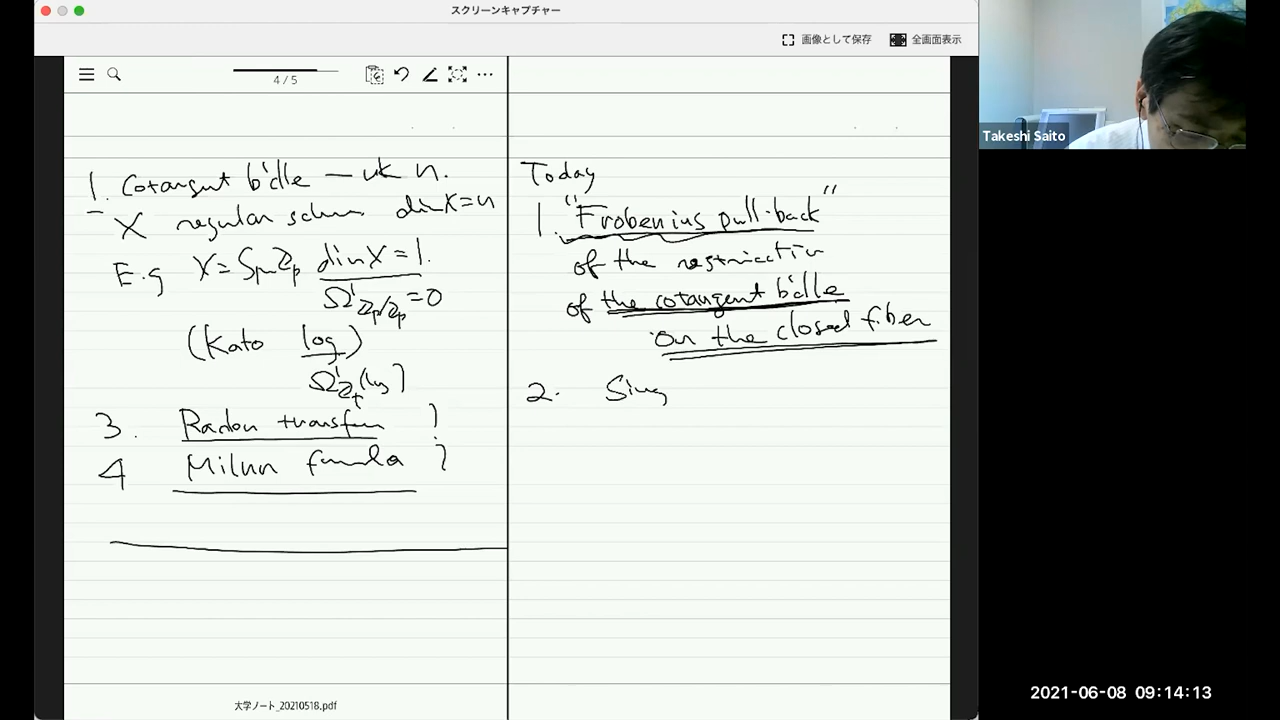 スクリーンキャプチャー
画像として保存
全画面表示
4/5
1. Cotangent b'dle — rk n.
X regular schem dim X = n
E.g X = Spec Zp dim X = 1.
Ω¹Zp/Zp = 0
(Kato log)
Ω¹Zp(log)
3. Radon transform ?
4 Milnor formula ?
Today
1. "Frobenius pull-back"
of the restriction
of the cotangent b'dle
on the closed fiber
2. Sing
大学ノート_20210518.pdf
Takeshi Saito
2021-06-08 09:14:13